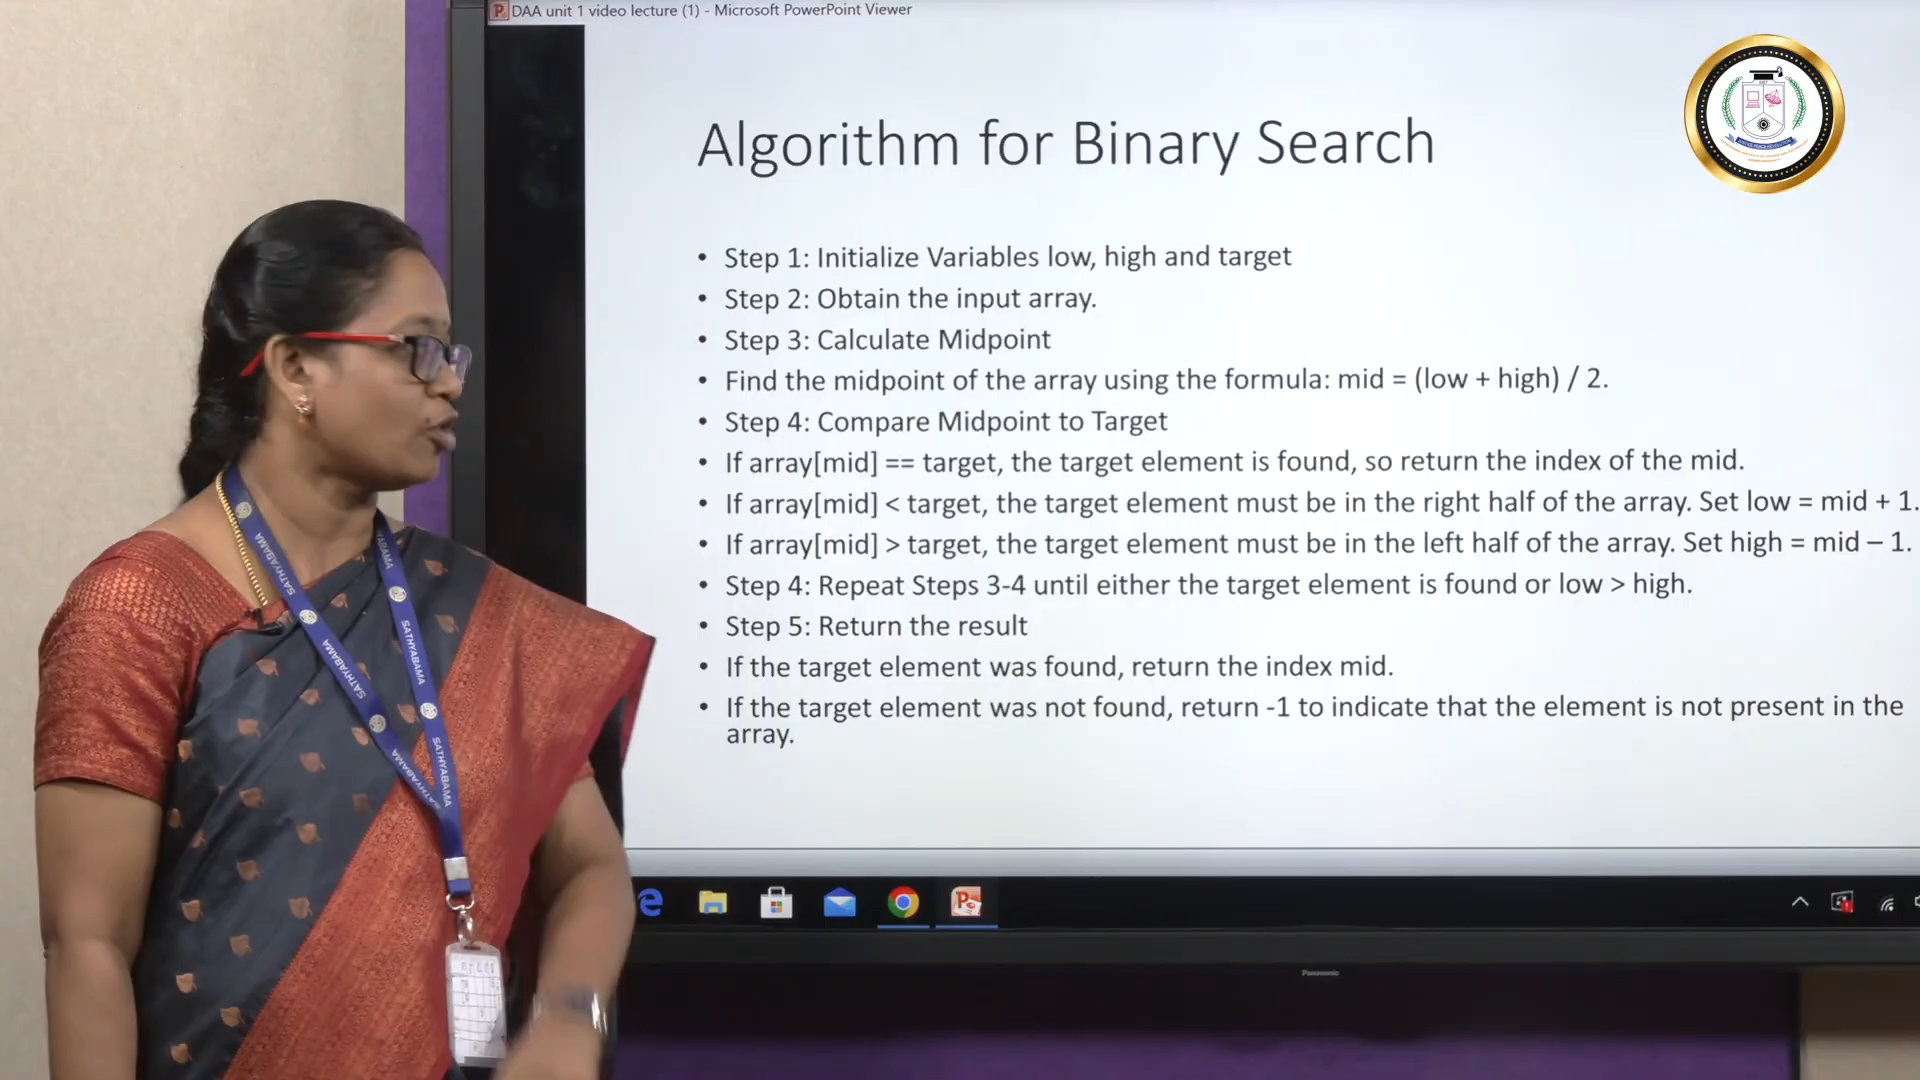 DAA unit 1 video lecture (1) - Microsoft PowerPoint Viewer
Algorithm for Binary Search
• Step 1: Initialize Variables low, high and target
• Step 2: Obtain the input array.
• Step 3: Calculate Midpoint
• Find the midpoint of the array using the formula: mid = (low + high) / 2.
• Step 4: Compare Midpoint to Target
• If array[mid] == target, the target element is found, so return the index of the mid.
• If array[mid] < target, the target element must be in the right half of the array. Set low = mid + 1.
• If array[mid] > target, the target element must be in the left half of the array. Set high = mid – 1.
• Step 4: Repeat Steps 3-4 until either the target element is found or low > high.
• Step 5: Return the result
• If the target element was found, return the index mid.
• If the target element was not found, return -1 to indicate that the element is not present in the
array.
SATHYABAMA
SATHYABAMA
SATHYABAMA
SATHYABAMA
SATHYABAMA
SATHYABAMA
Panasonic